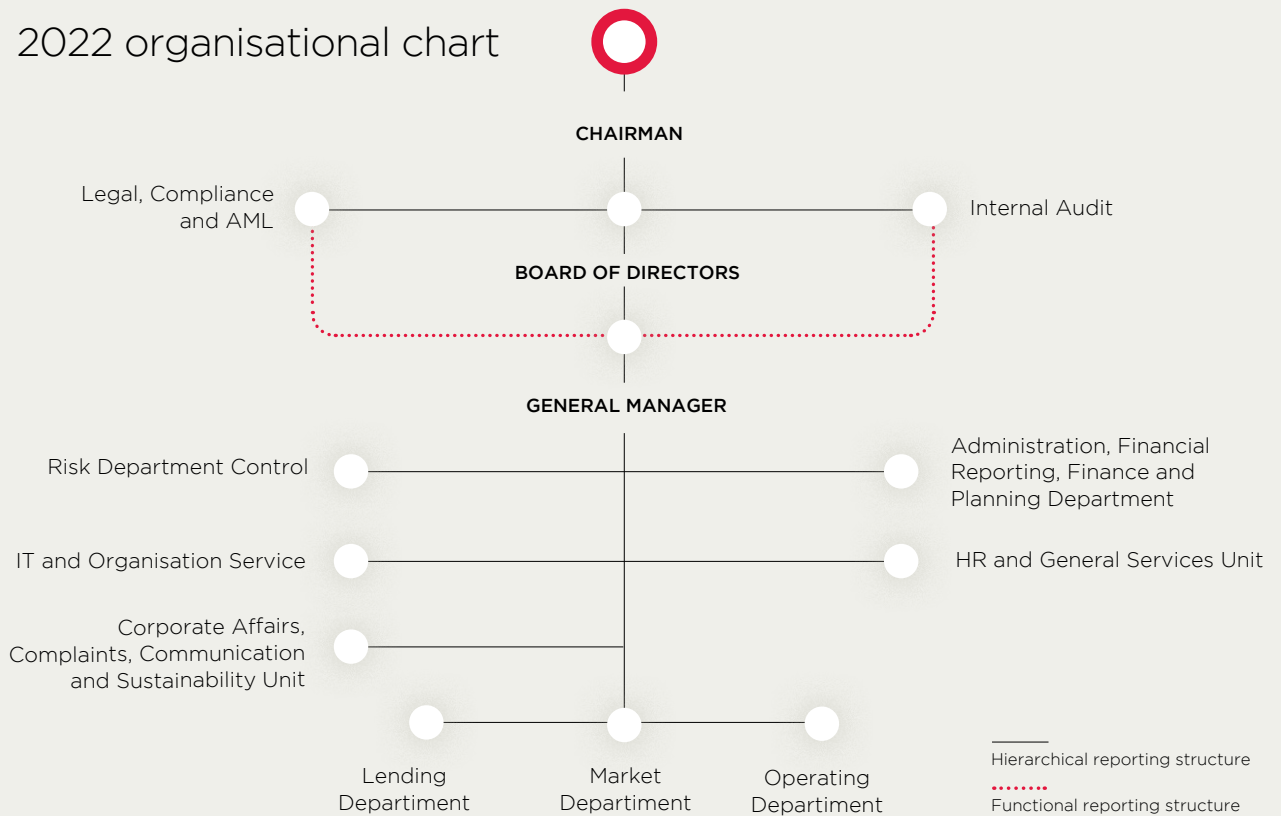 2022 organisational chart
CHAIRMAN
Legal, Compliance
and AML
Internal Audit
BOARD OF DIRECTORS
GENERAL MANAGER
Risk Department Control
Administration, Financial
Reporting, Finance and
Planning Department
IT and Organisation Service
HR and General Services Unit
Corporate Affairs,
Complaints, Communication
and Sustainability Unit
Lending
Departiment
Market
Department
Operating
Department
Hierarchical reporting structure
Functional reporting structure